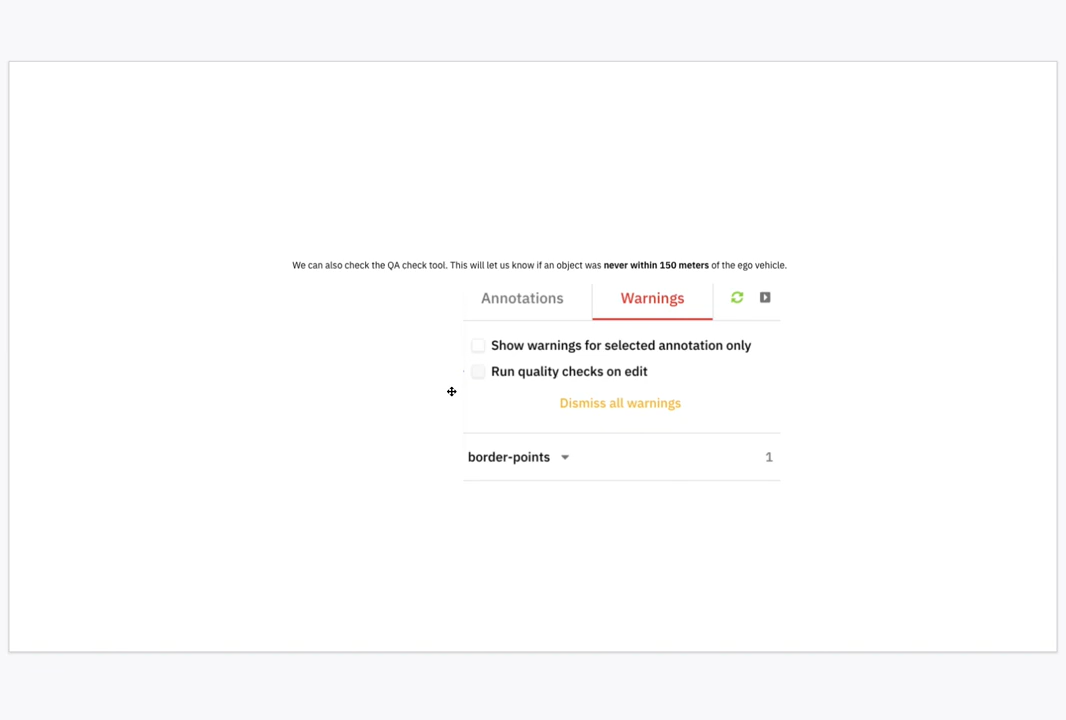 We can also check the QA check tool. This will let us know if an object was never within 150 meters of the ego vehicle.
Annotations
Warnings
Show warnings for selected annotation only
Run quality checks on edit
Dismiss all warnings
border-points
1